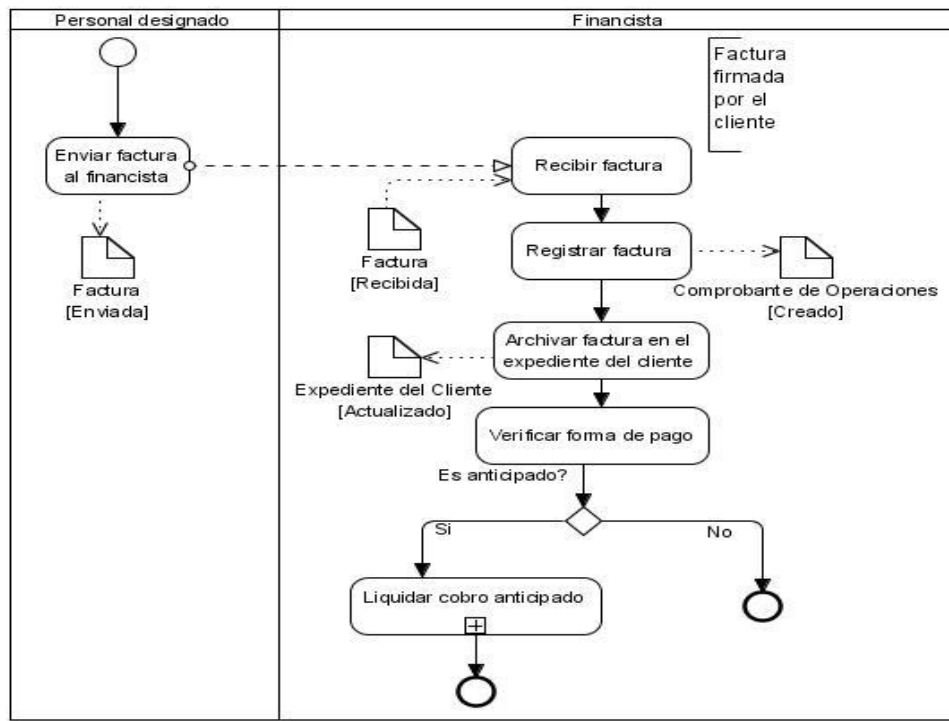 Personal designado
Financista
Factura
firmada
por el
cliente
Enviar factura
al financista
Recibir factura
Factura
[Enviada]
Factura
[Recibida]
Registrar factura
Comprobante de Operaciones
[Creado]
Archivar factura en el
expediente del cliente
Expediente del Cliente
[Actualizado]
Verificar forma de pago
Es anticipado?
Si
No
Liquidar cobro anticipado